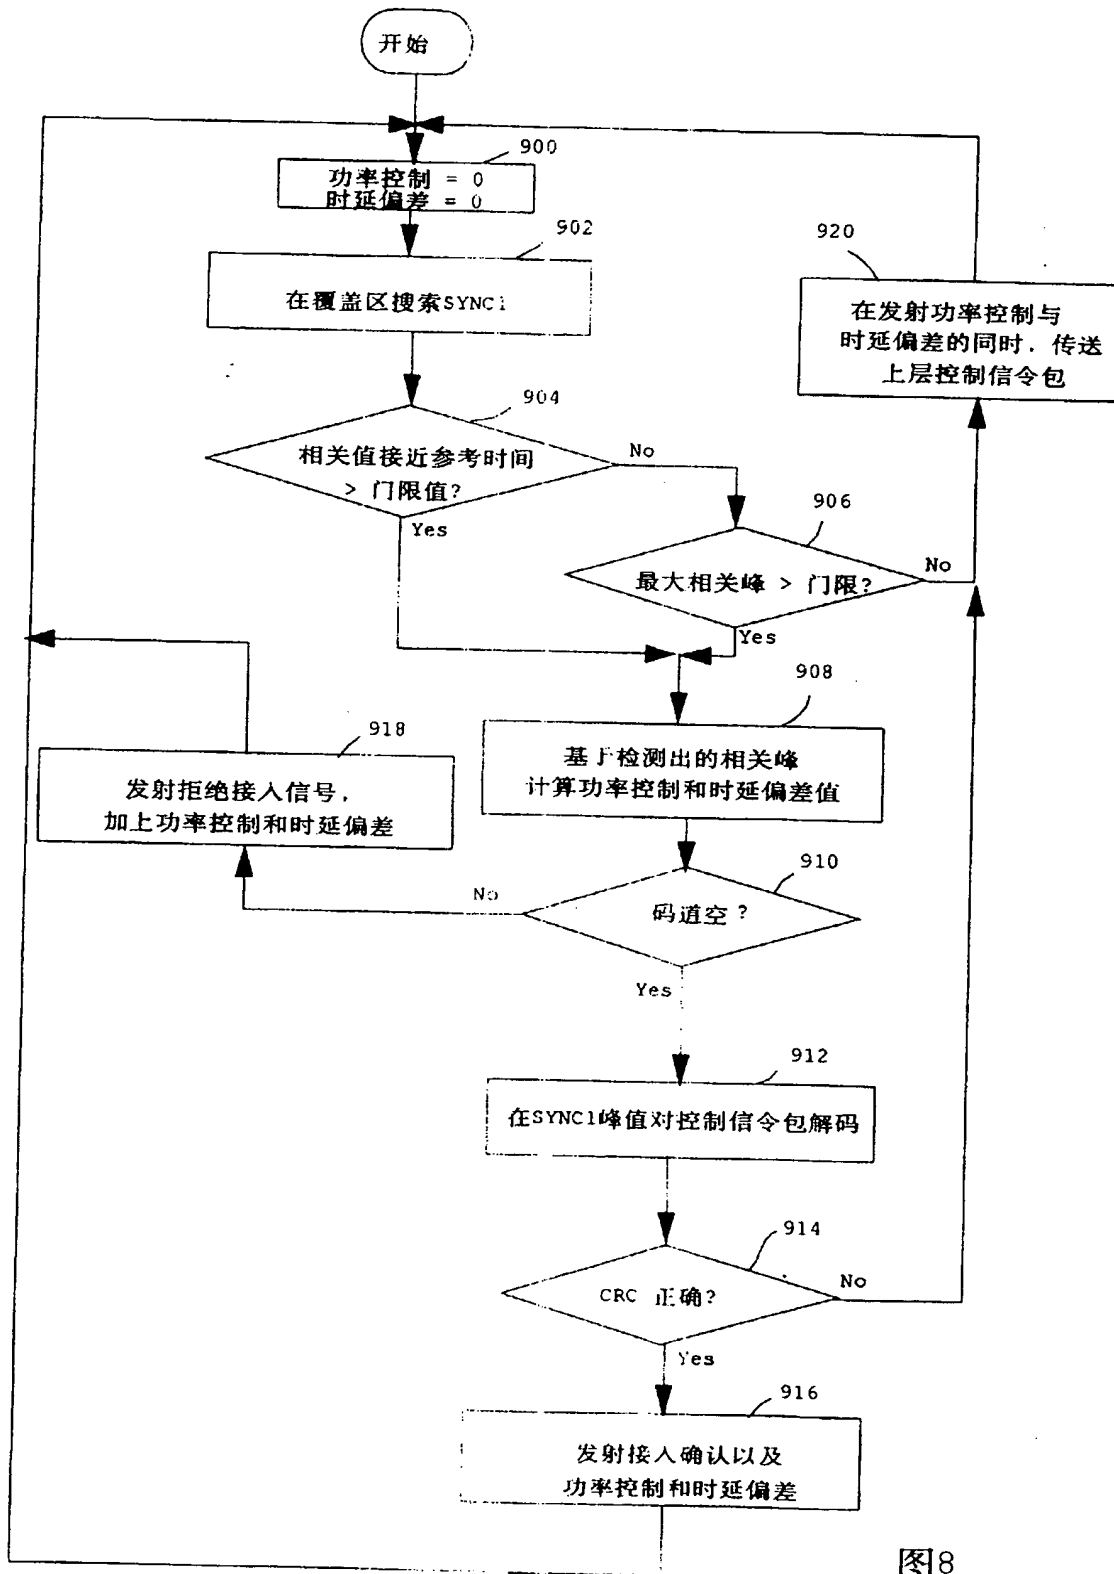 开始
900
功率控制 = 0
时延偏差 = 0
902
在覆盖区搜索SYNC1
920
在发射功率控制与
时延偏差的同时，传送
上层控制信令包
904
相关值接近参考时间
> 门限值?
No
Yes
906
最大相关峰 > 门限?
No
Yes
908
基于检测出的相关峰
计算功率控制和时延偏差值
918
发射拒绝接入信号，
加上功率控制和时延偏差
910
码道空?
No
Yes
912
在SYNC1峰值对控制信令包解码
914
CRC 正确?
No
Yes
916
发射接入确认以及
功率控制和时延偏差
图8